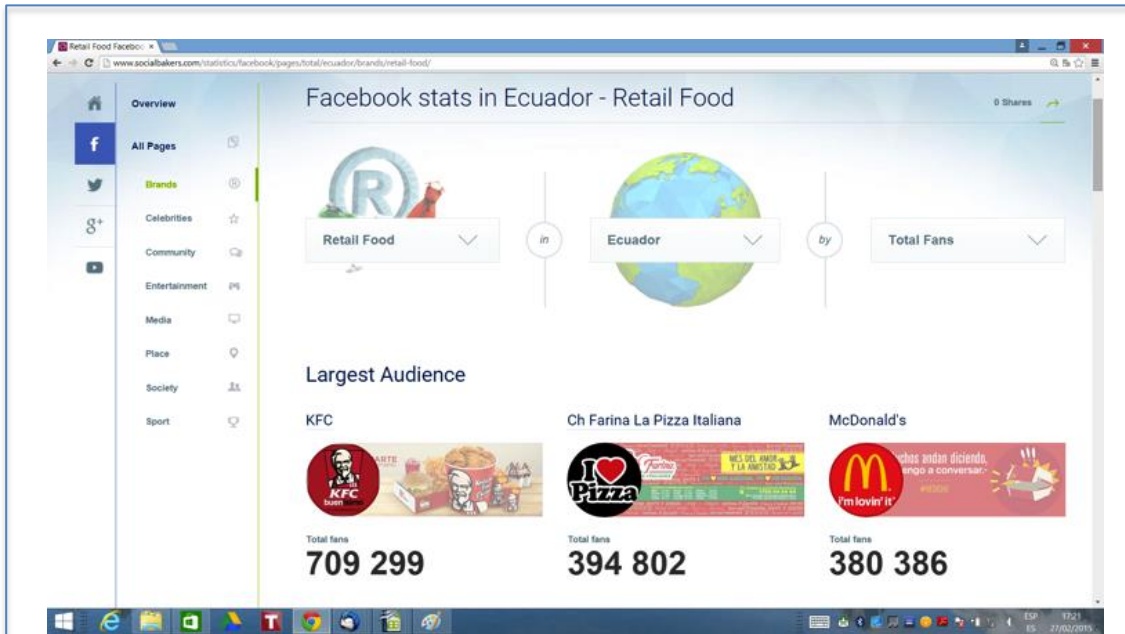 Retail Food Faceboo
www.socialbakers.com/statistics/facebook/pages/total/ecuador/brands/retail-food/
Overview
All Pages
Brands
Celebrities
Community
Entertainment
Media
Place
Society
Sport
Facebook stats in Ecuador - Retail Food
0 Shares
Retail Food
in
Ecuador
by
Total Fans
Largest Audience
KFC
Ch Farina La Pizza Italiana
McDonald's
KFC
I
Pizza
MES DEL AMOR
Y LA AMISTAD
i'm lovin' it
andan diciendo,
engo a conversar.
Total fans
709 299
Total fans
394 802
Total fans
380 386
ESP
ES
17:21
27/02/2015